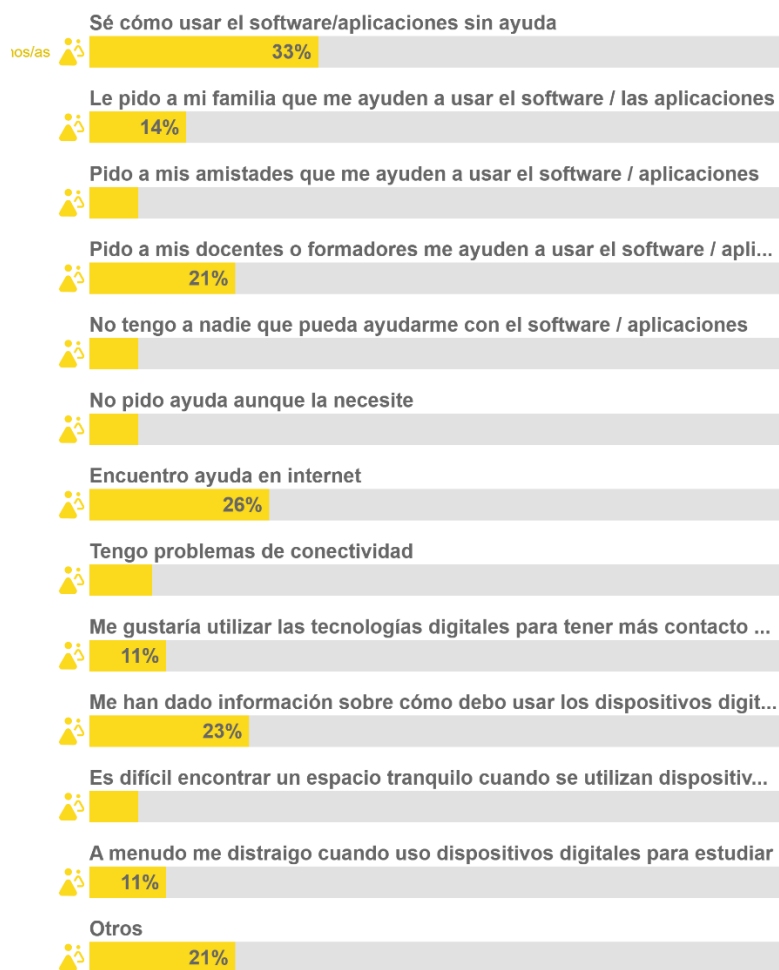 Sé cómo usar el software/aplicaciones sin ayuda
33%
Le pido a mi familia que me ayuden a usar el software / las aplicaciones
14%
Pido a mis amistades que me ayuden a usar el software / aplicaciones
Pido a mis docentes o formadores me ayuden a usar el software / apli...
21%
No tengo a nadie que pueda ayudarme con el software / aplicaciones
No pido ayuda aunque la necesite
Encuentro ayuda en internet
26%
Tengo problemas de conectividad
Me gustaría utilizar las tecnologías digitales para tener más contacto ...
11%
Me han dado información sobre cómo debo usar los dispositivos digit...
23%
Es difícil encontrar un espacio tranquilo cuando se utilizan dispositiv...
A menudo me distraigo cuando uso dispositivos digitales para estudiar
11%
Otros
21%